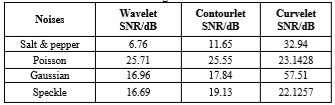 Noises Wavelet SNR/dB Contourlet SNR/dB Curvelet SNR/dB
Salt & pepper 6.76 11.65 32.94
Poisson 25.71 25.55 23.1428
Gaussian 16.96 17.84 57.51
Speckle 16.69 19.13 22.1257